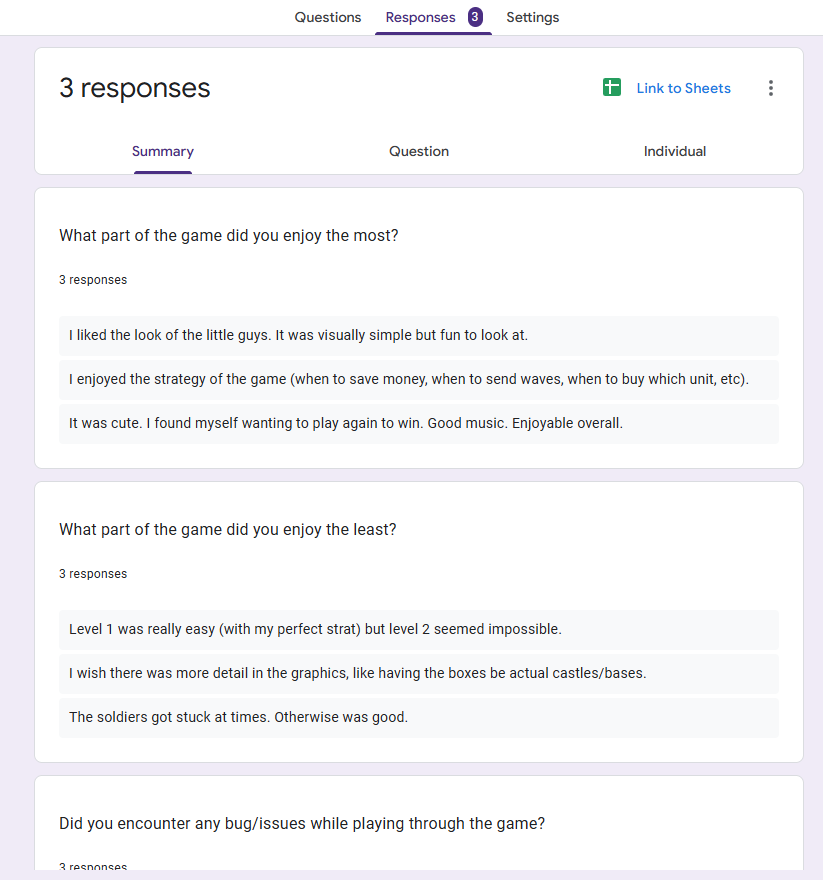 Questions Responses 3 Settings
3 responses
Link to Sheets
Summary Question Individual
What part of the game did you enjoy the most?
3 responses
I liked the look of the little guys. It was visually simple but fun to look at.
I enjoyed the strategy of the game (when to save money, when to send waves, when to buy which unit, etc).
It was cute. I found myself wanting to play again to win. Good music. Enjoyable overall.
What part of the game did you enjoy the least?
3 responses
Level 1 was really easy (with my perfect strat) but level 2 seemed impossible.
I wish there was more detail in the graphics, like having the boxes be actual castles/bases.
The soldiers got stuck at times. Otherwise was good.
Did you encounter any bug/issues while playing through the game?
3 responses